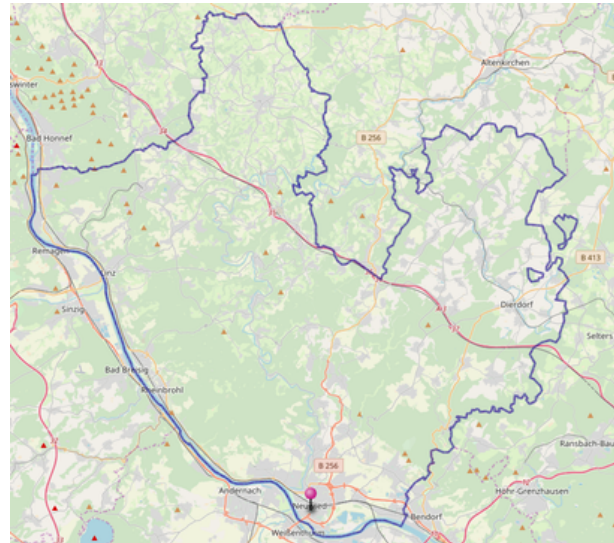 Altenkirchen
swinter
Bad Honnef
B 256
Remagen
Linz
B 413
Sinzig
Dierdorf
Selters
Bad Breisig
Rheinbrohl
Ransbach-Bau
B 256
Andernach
Höhr-Grenzhausen
Bendorf
Weißenthurm